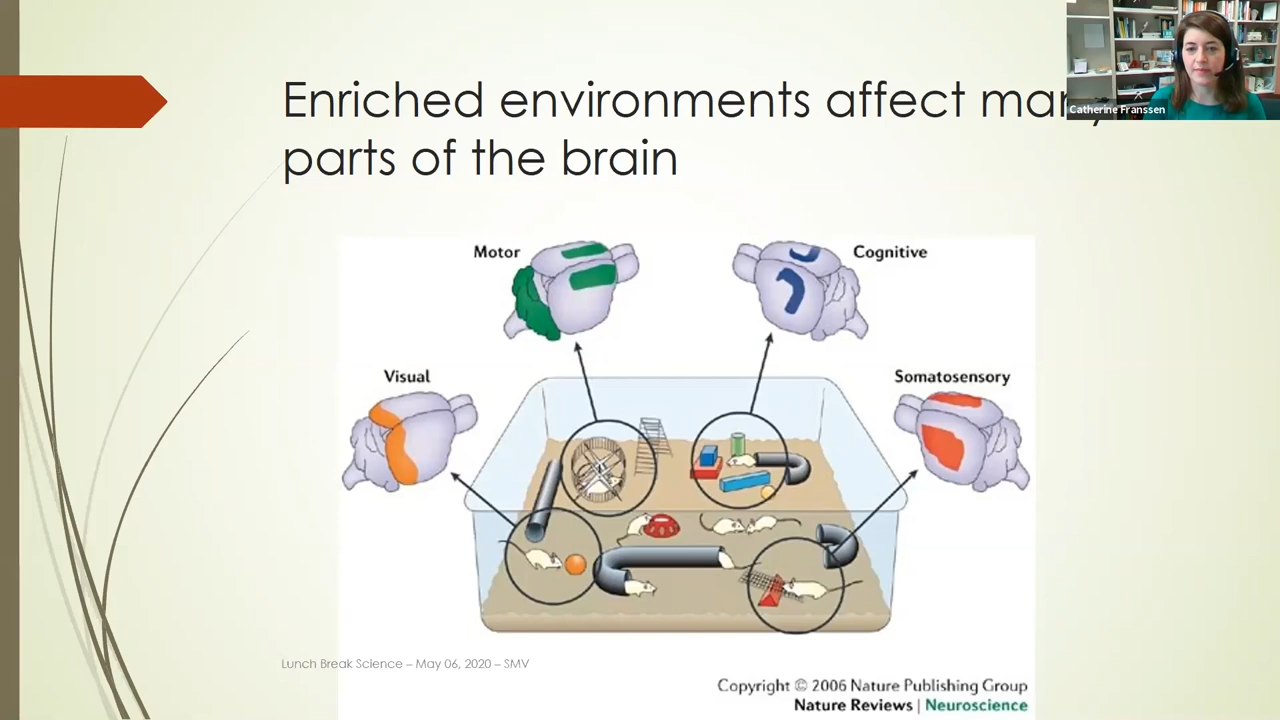 Enriched environments affect many
parts of the brain
Catherine Franssen
Motor
Cognitive
Visual
Somatosensory
Lunch Break Science – May 06, 2020 – SMV
Copyright © 2006 Nature Publishing Group
Nature Reviews | Neuroscience